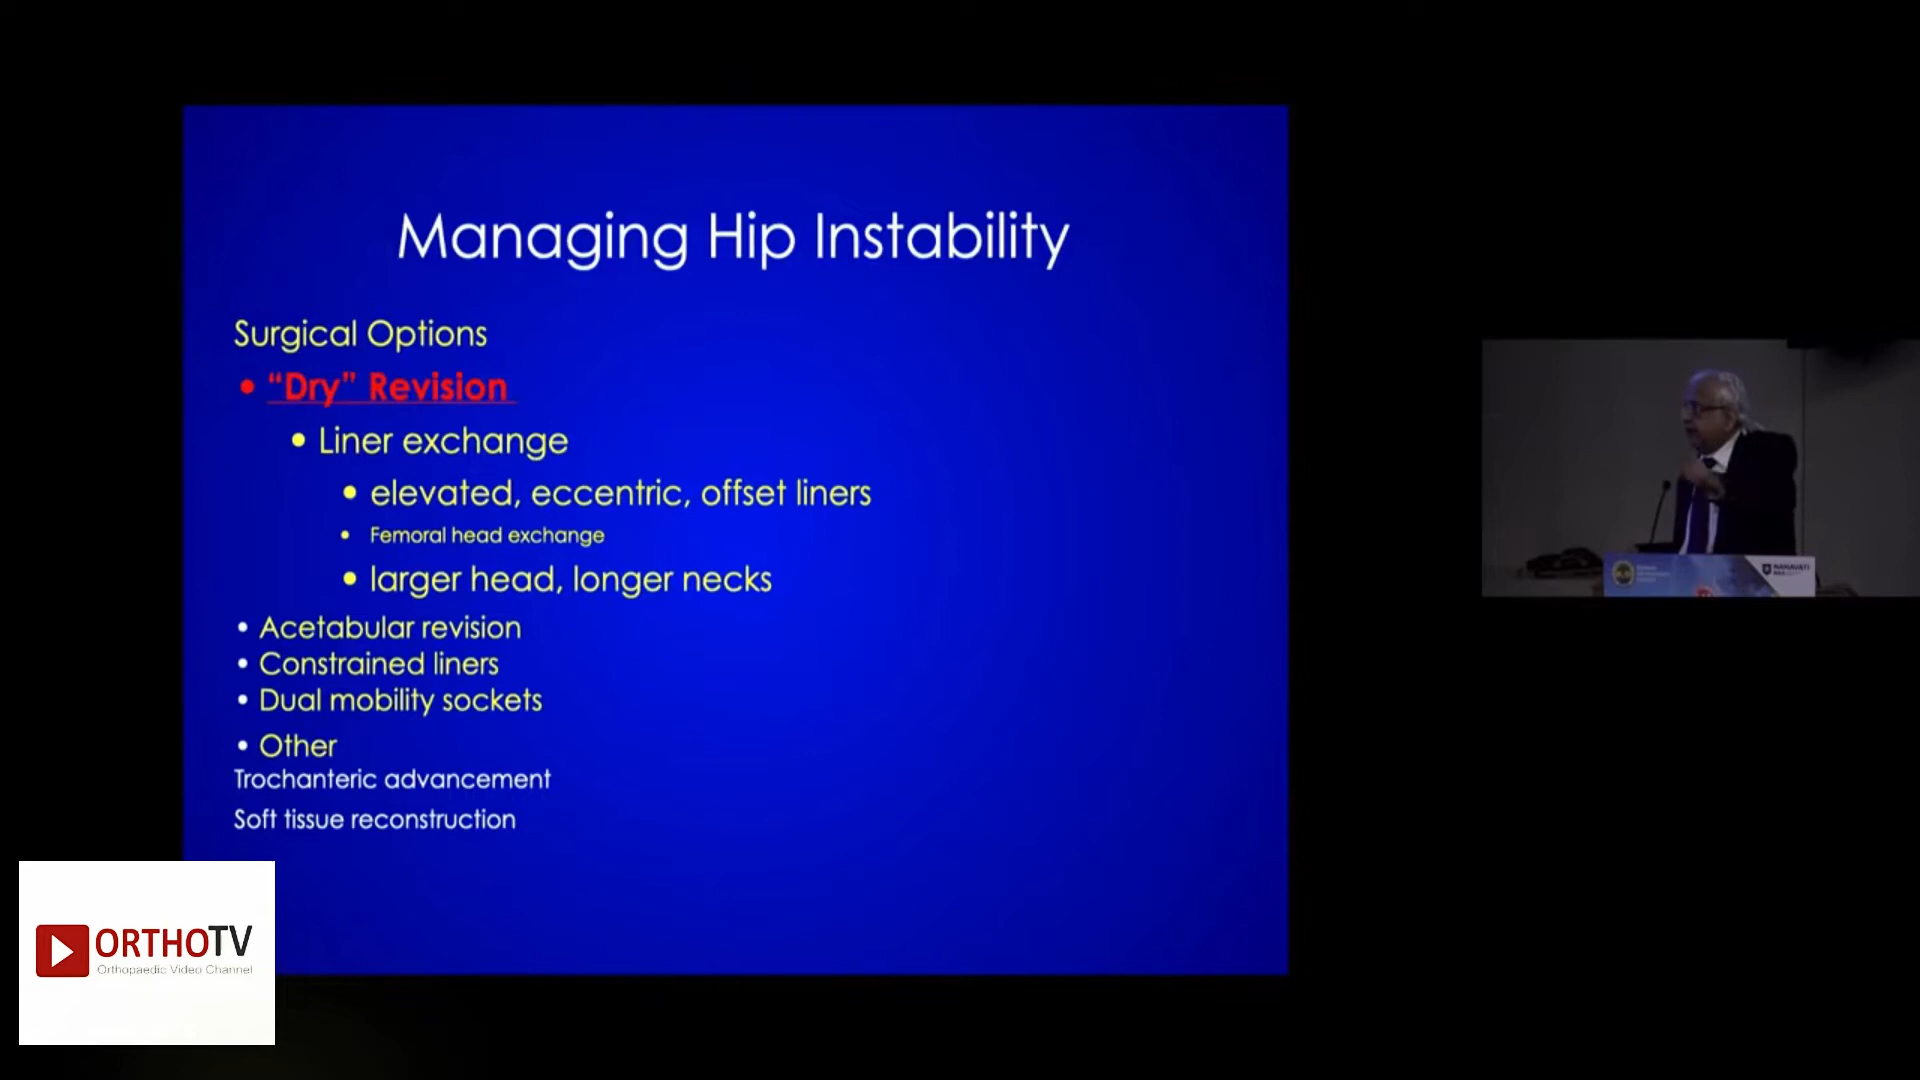 Managing Hip Instability
Surgical Options
• "Dry" Revision
• Liner exchange
• elevated, eccentric, offset liners
• Femoral head exchange
• larger head, longer necks
• Acetabular revision
• Constrained liners
• Dual mobility sockets
• Other
Trochanteric advancement
Soft tissue reconstruction
NANAVATI
ORTHOTV
Orthopaedic Video Channel